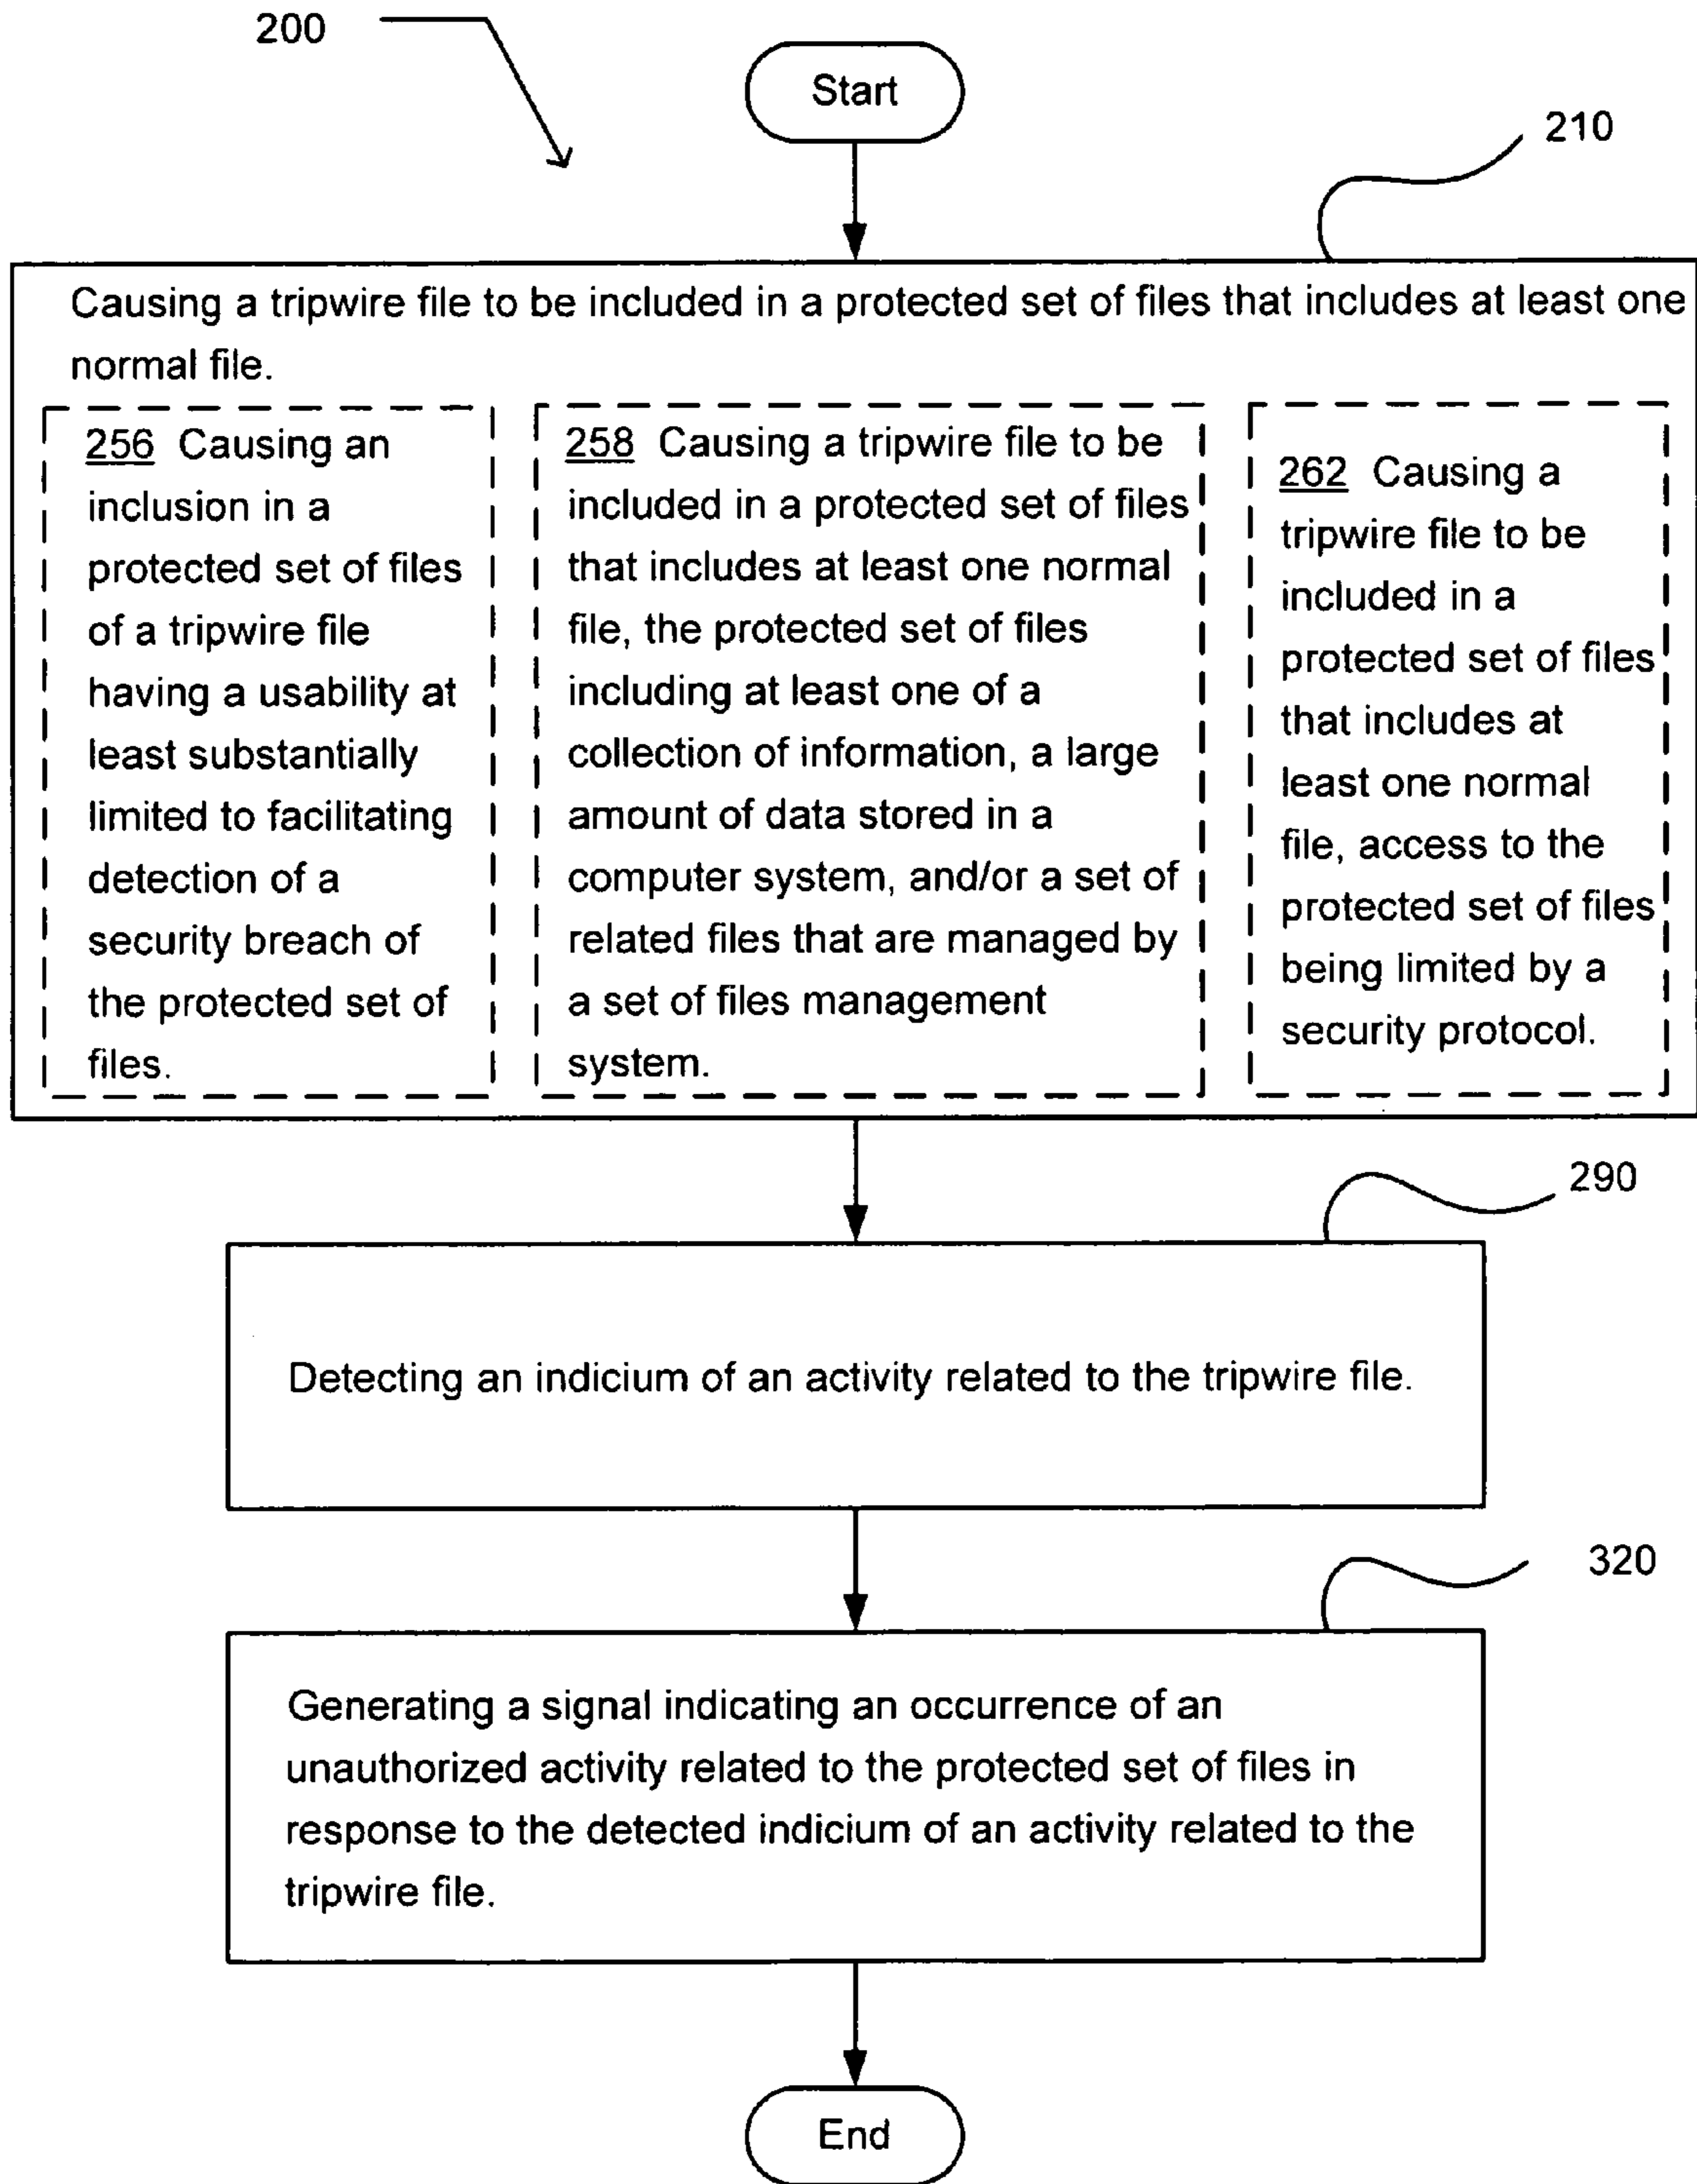 200
Start
210
Causing a tripwire file to be included in a protected set of files that includes at least one
normal file.
256 Causing an
inclusion in a
protected set of files
of a tripwire file
having a usability at
least substantially
limited to facilitating
detection of a
security breach of
the protected set of
files.
258 Causing a tripwire file to be
included in a protected set of files
that includes at least one normal
file, the protected set of files
including at least one of a
collection of information, a large
amount of data stored in a
computer system, and/or a set of
related files that are managed by
a set of files management
system.
262 Causing a
tripwire file to be
included in a
protected set of files
that includes at
least one normal
file, access to the
protected set of files
being limited by a
security protocol.
290
Detecting an indicium of an activity related to the tripwire file.
320
Generating a signal indicating an occurrence of an
unauthorized activity related to the protected set of files in
response to the detected indicium of an activity related to the
tripwire file.
End